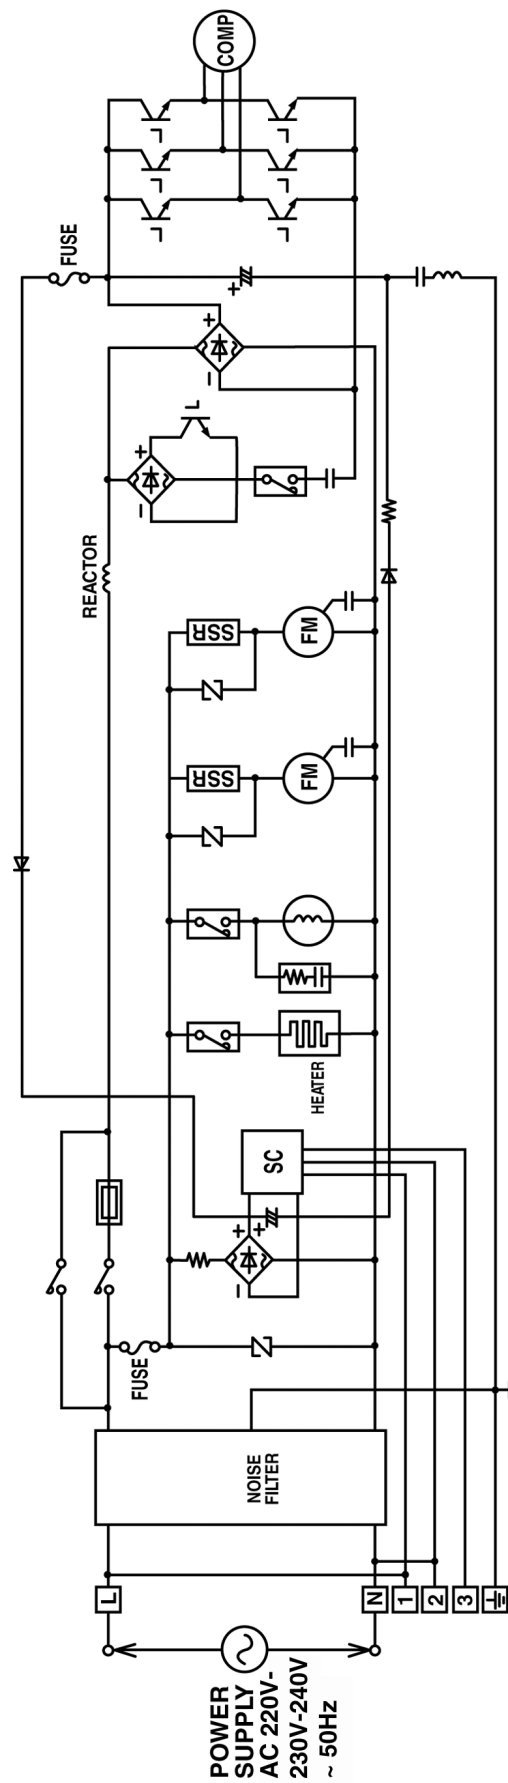 COMP
FUSE
+
+
−
+
−
REACTOR
SSR
FM
SSR
FM
HEATER
SC
+
+
−
FUSE
NOISE
FILTER
L
N
1
2
3
POWER
SUPPLY
AC 220V-
230V-240V
~ 50Hz